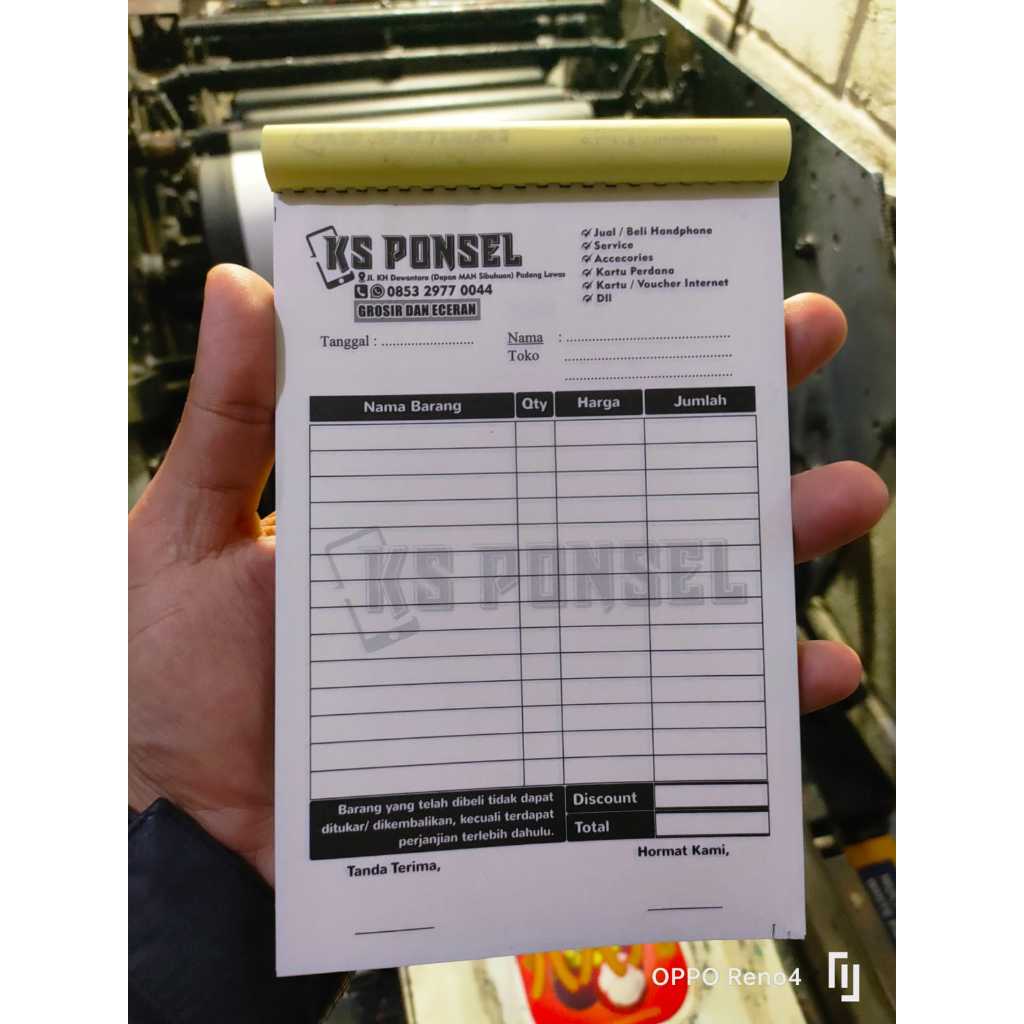 KS PONSEL
JL. KH Dewantara (Depan MAN Sibuhuan) Padang Lawas
0853 2977 0044
GROSIR DAN ECERAN
Jual / Beli Handphone
Service
Accecories
Kartu Perdana
Kartu / Voucher Internet
Dll
Tanggal : ..........................
Nama : ..............................................
Toko ..............................................
..............................................
Nama Barang Qty Harga Jumlah
KS PONSEL
Barang yang telah dibeli tidak dapat
ditukar/ dikembalikan, kecuali terdapat
perjanjian terlebih dahulu.
Discount
Total
Tanda Terima,
Hormat Kami,
OPPO Reno4